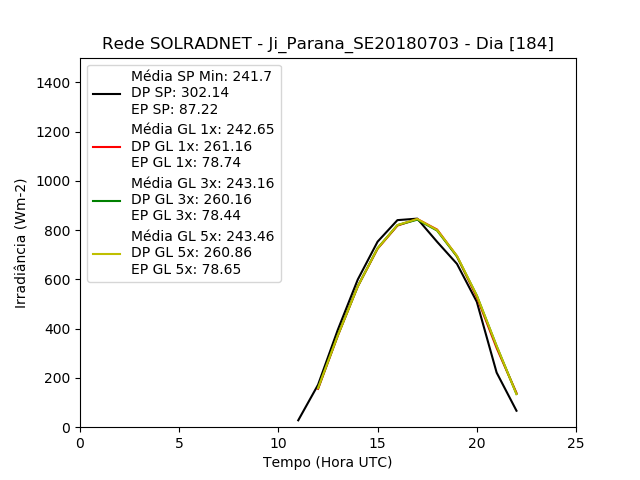 Rede SOLRADNET - Ji_Parana_SE20180703 - Dia [184]
Média SP Min: 241.7
DP SP: 302.14
EP SP: 87.22
Média GL 1x: 242.65
DP GL 1x: 261.16
EP GL 1x: 78.74
Média GL 3x: 243.16
DP GL 3x: 260.16
EP GL 3x: 78.44
Média GL 5x: 243.46
DP GL 5x: 260.86
EP GL 5x: 78.65
Irradiância (Wm-2)
1400
1200
1000
800
600
400
200
0
0 5 10 15 20 25
Tempo (Hora UTC)